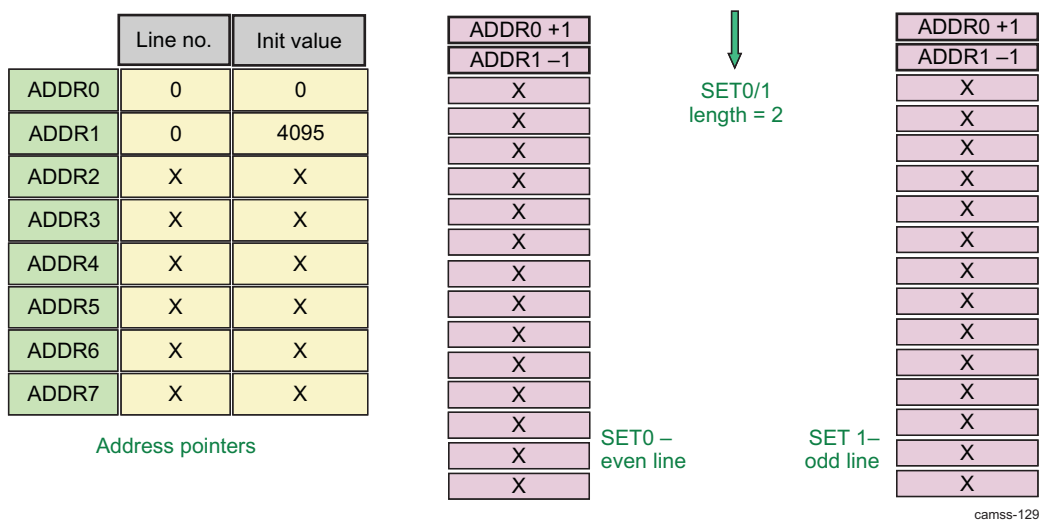 Line no. Init value
ADDR0 0 0
ADDR1 0 4095
ADDR2 X X
ADDR3 X X
ADDR4 X X
ADDR5 X X
ADDR6 X X
ADDR7 X X
Address pointers
ADDR0 +1
ADDR1 –1
X
X
X
X
X
X
X
X
X
X
X
X
X
X
SET0 –
even line
SET0/1
length = 2
ADDR0 +1
ADDR1 –1
X
X
X
X
X
X
X
X
X
X
X
X
X
X
SET 1–
odd line
camss-129